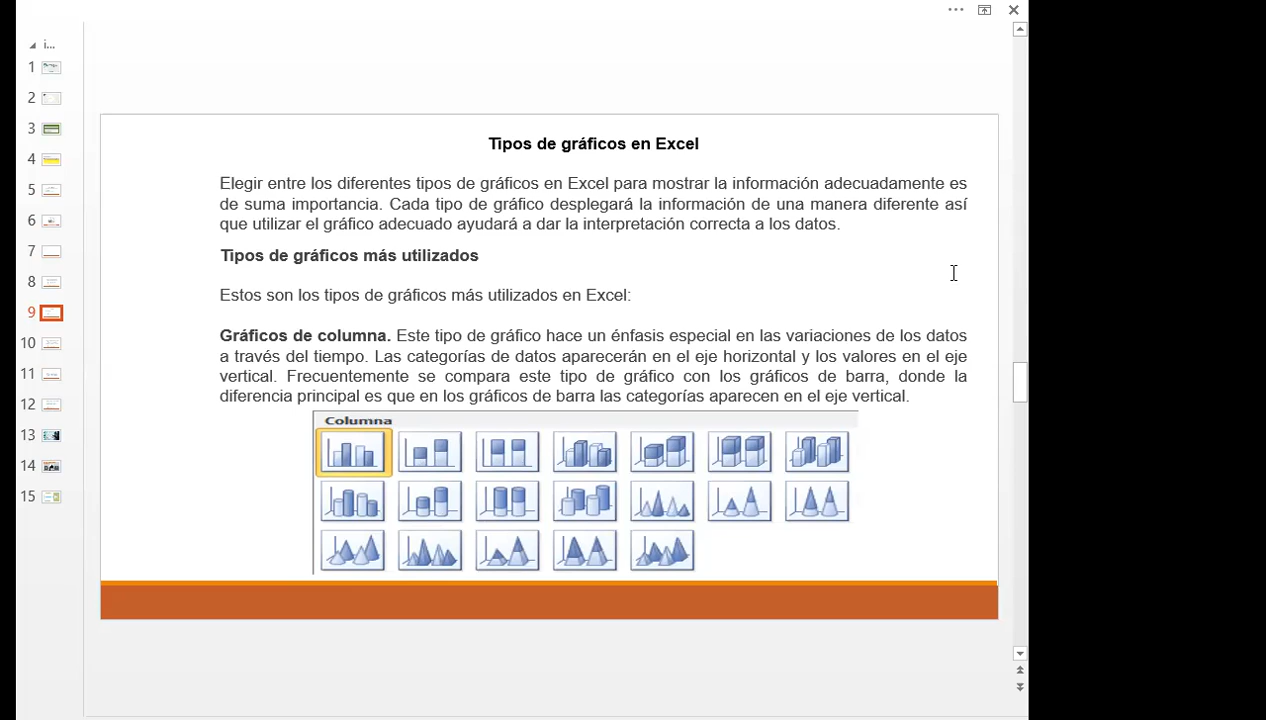 i...
1
2
3
4
5
6
7
8
9
10
11
12
13
14
15
Tipos de gráficos en Excel
Elegir entre los diferentes tipos de gráficos en Excel para mostrar la información adecuadamente es
de suma importancia. Cada tipo de gráfico desplegará la información de una manera diferente así
que utilizar el gráfico adecuado ayudará a dar la interpretación correcta a los datos.
Tipos de gráficos más utilizados
Estos son los tipos de gráficos más utilizados en Excel:
Gráficos de columna. Este tipo de gráfico hace un énfasis especial en las variaciones de los datos
a través del tiempo. Las categorías de datos aparecerán en el eje horizontal y los valores en el eje
vertical. Frecuentemente se compara este tipo de gráfico con los gráficos de barra, donde la
diferencia principal es que en los gráficos de barra las categorías aparecen en el eje vertical.
Columna